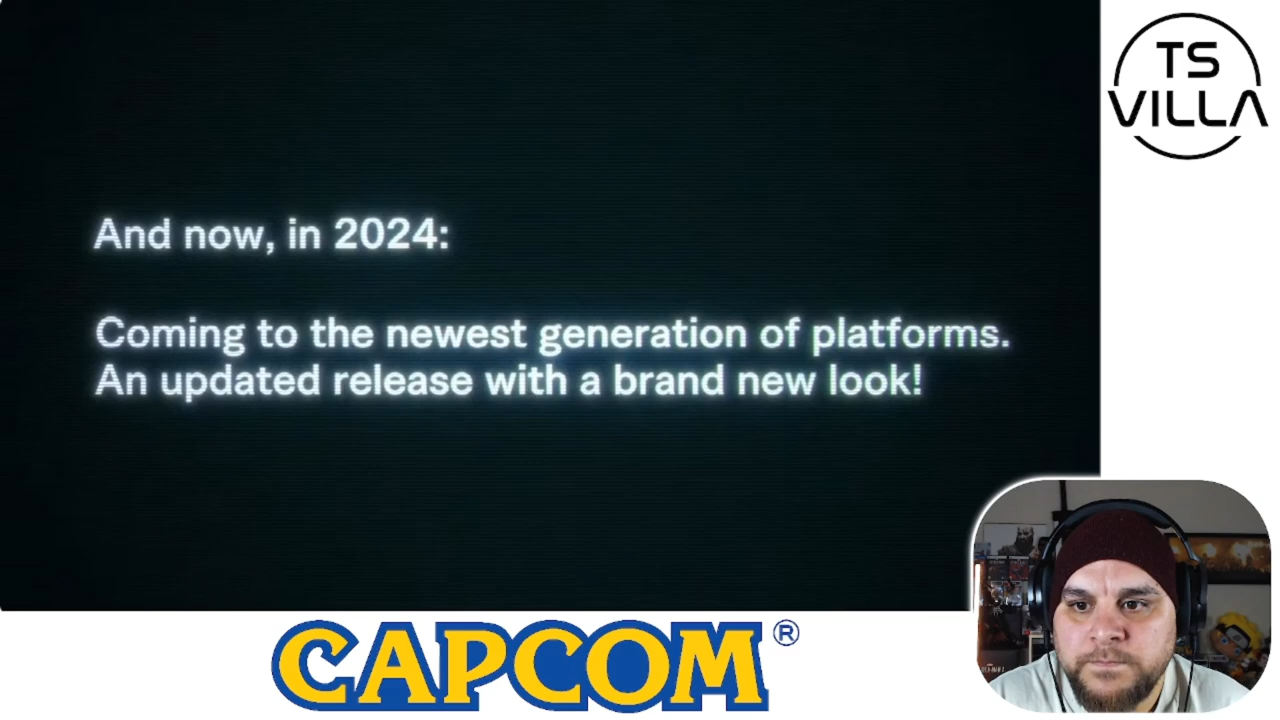 TS
VILLA
And now, in 2024:
Coming to the newest generation of platforms.
An updated release with a brand new look!
CAPCOM®